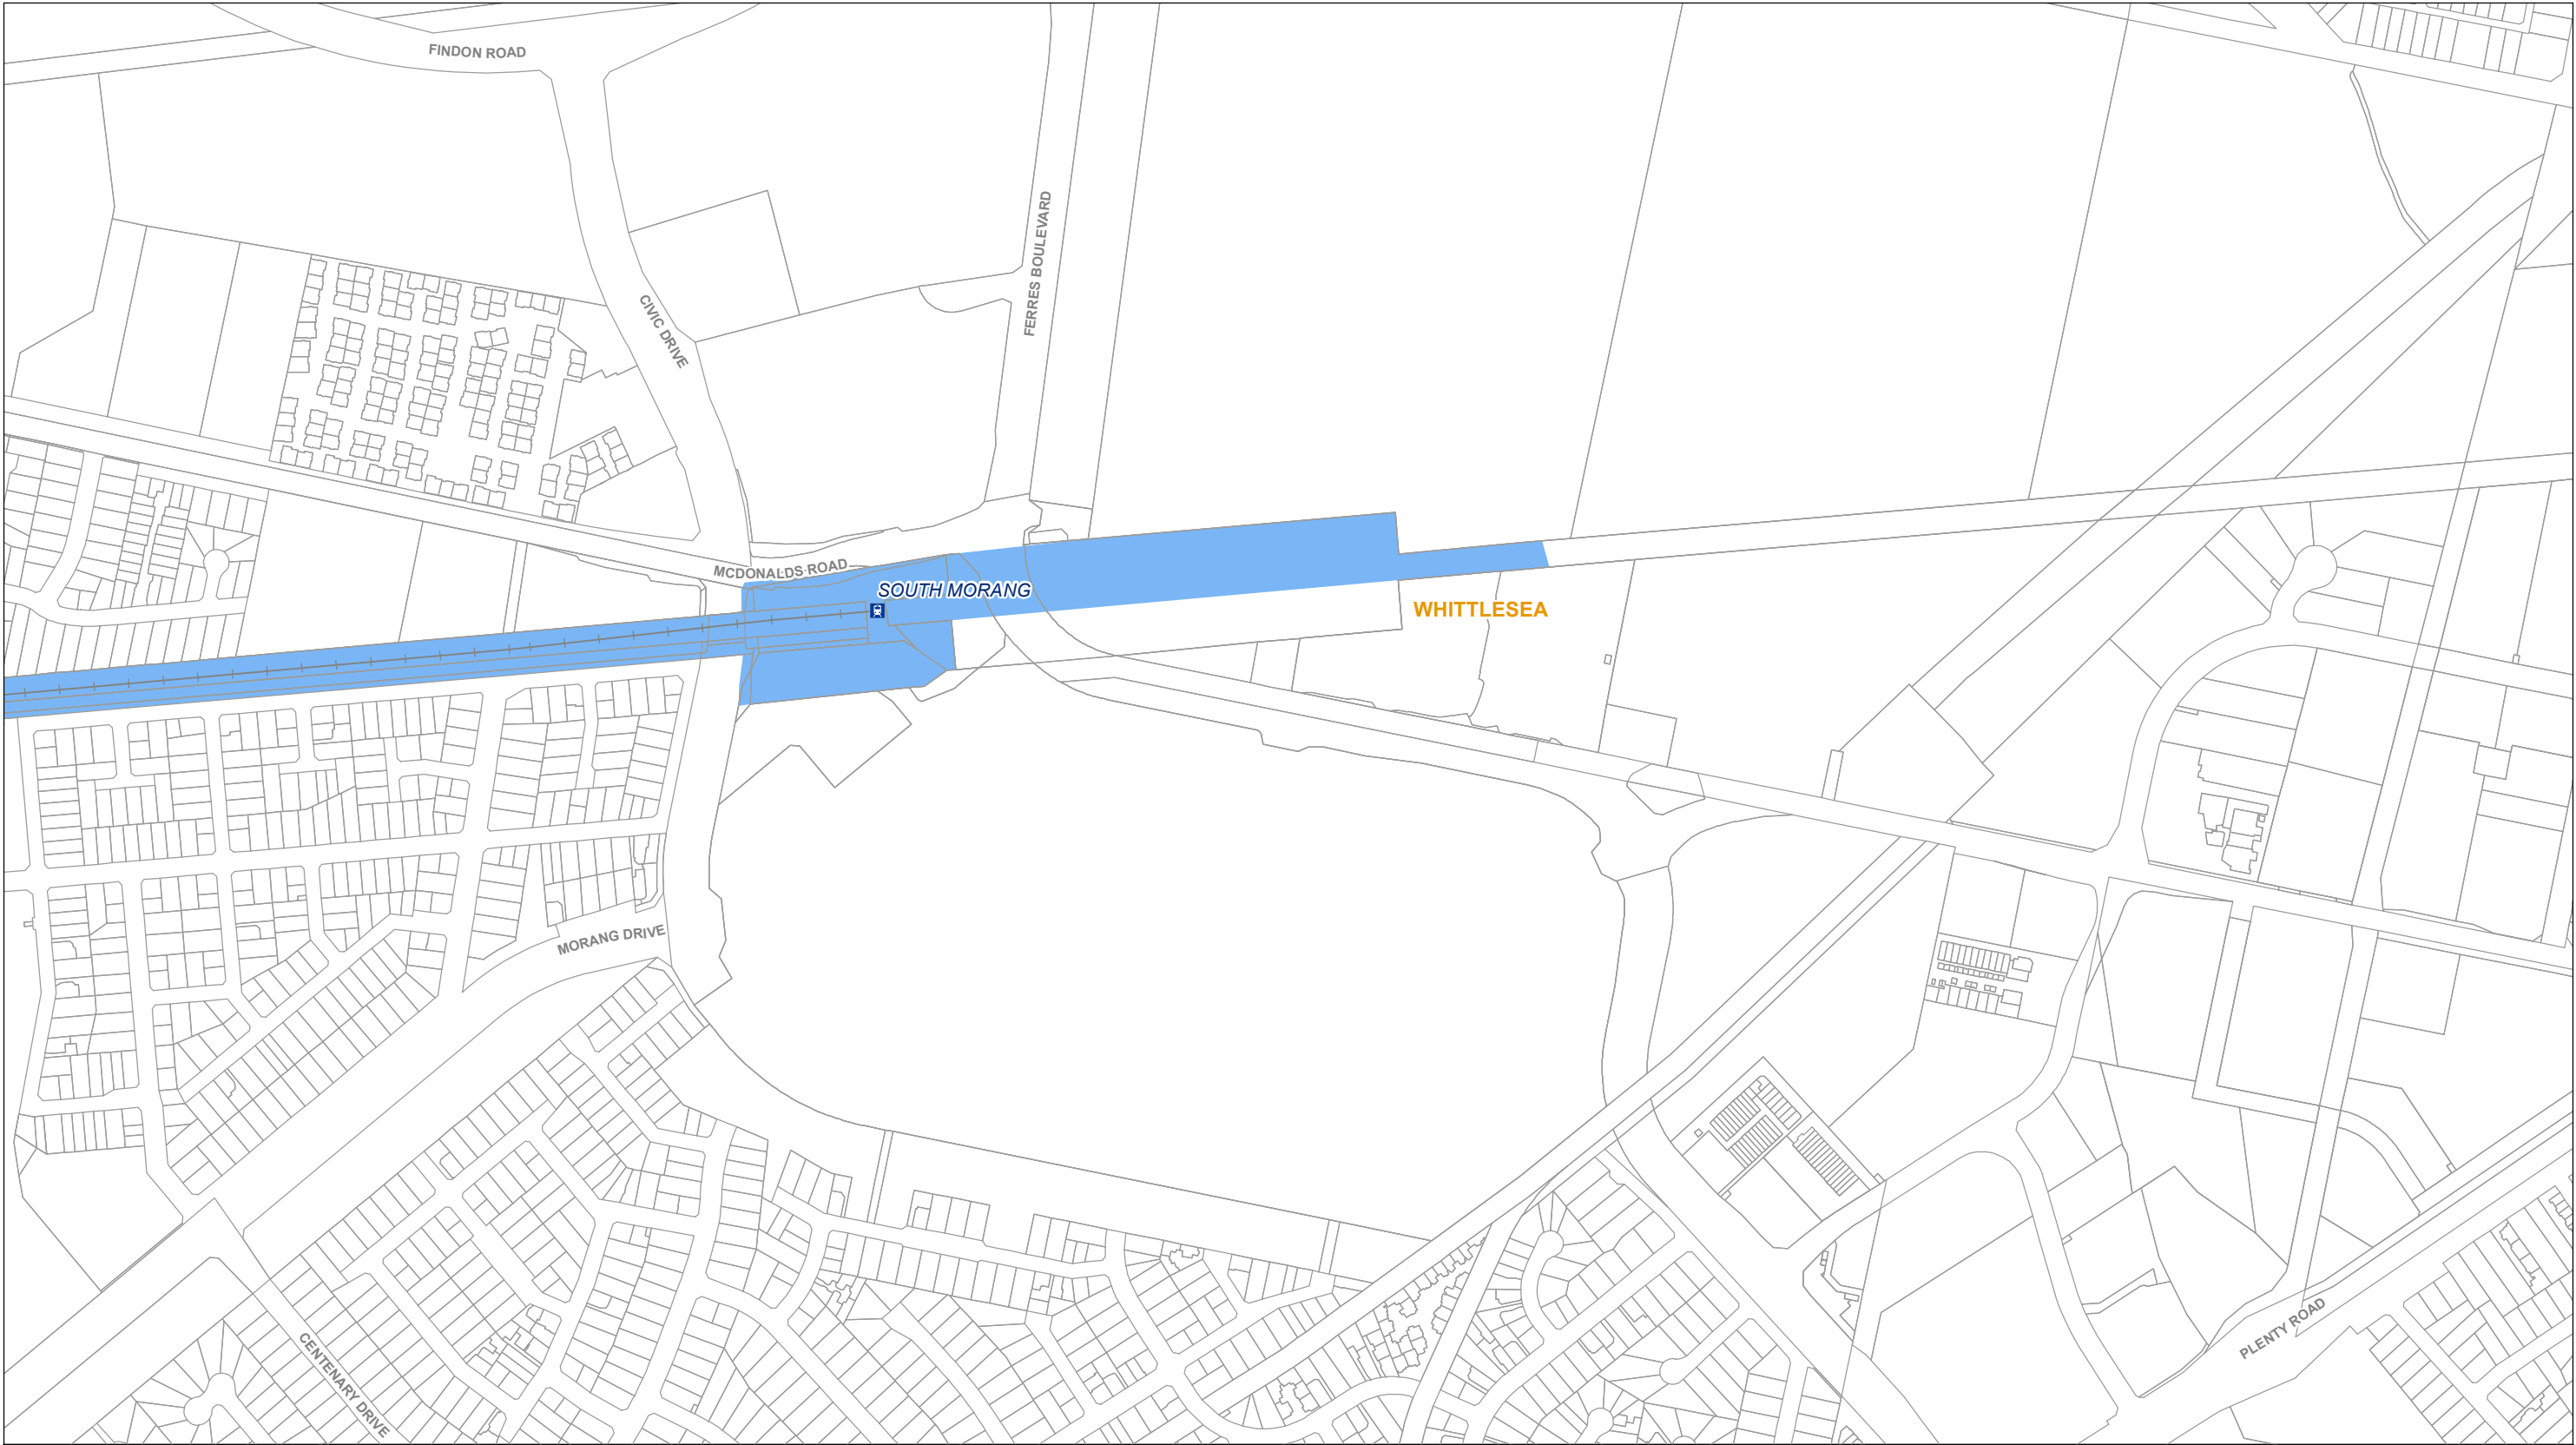 FINDON ROAD
FERRES BOULEVARD
CIVIC DRIVE
MCDONALDS ROAD
SOUTH MORANG
WHITTLESEA
MORANG DRIVE
PLENTY ROAD
CENTENARY DRIVE